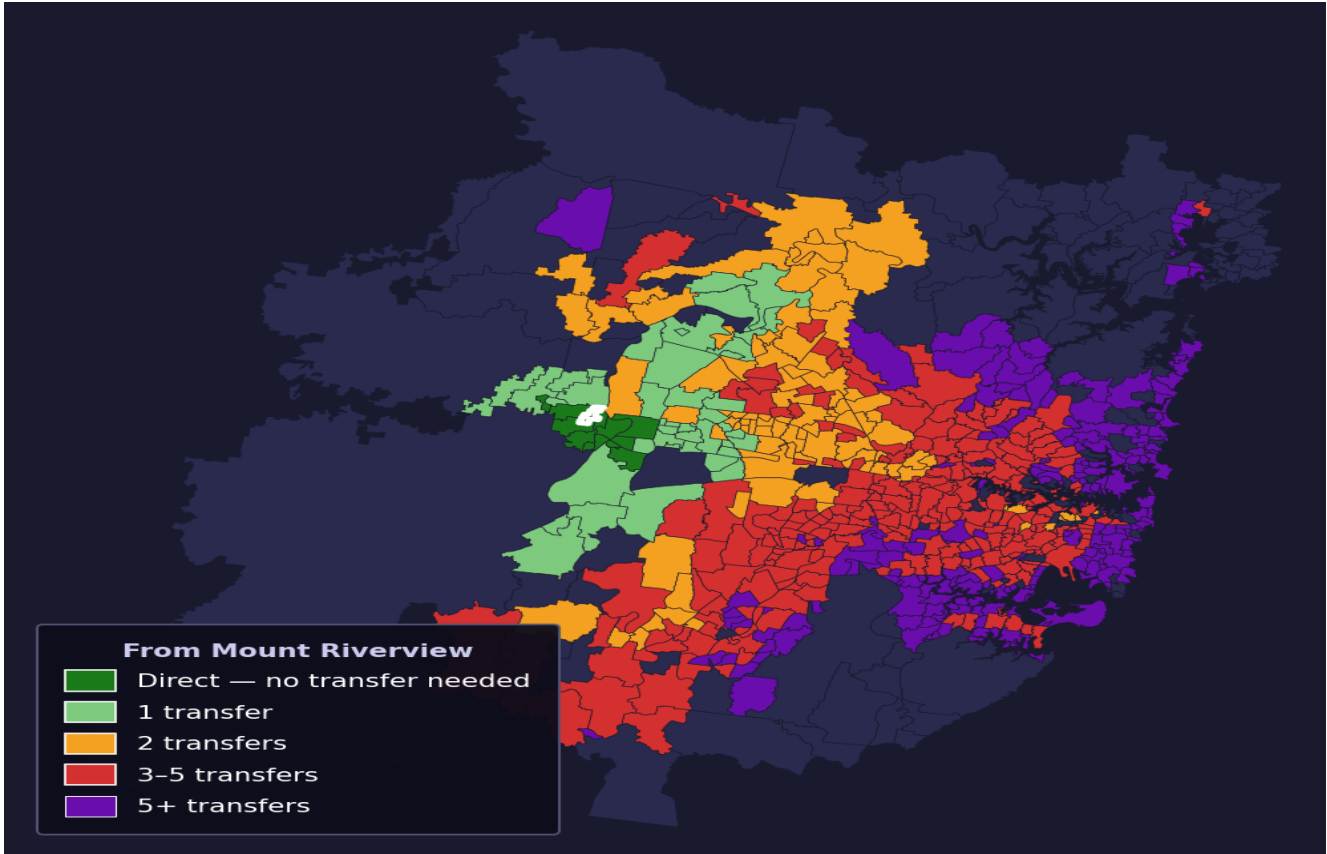 From Mount Riverview
Direct — no transfer needed
1 transfer
2 transfers
3–5 transfers
5+ transfers